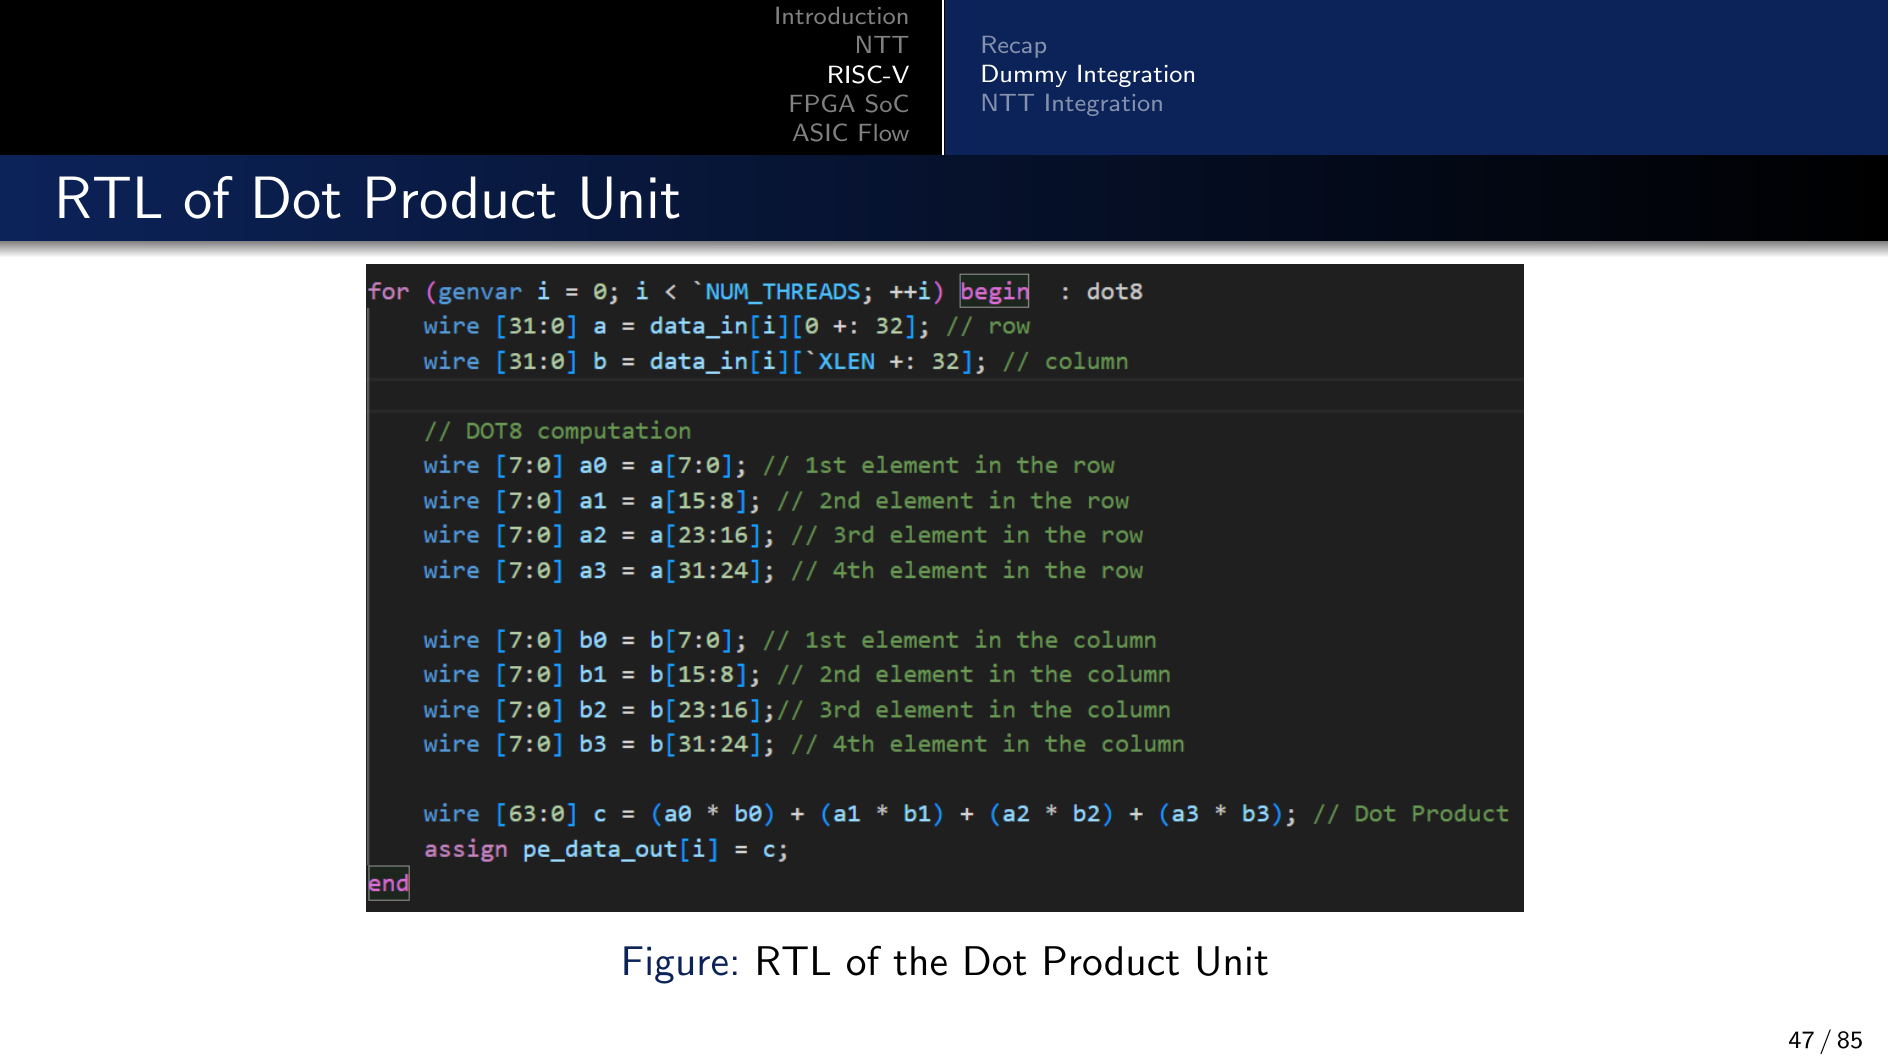 Introduction
NTT
RISC-V
FPGA SoC
ASIC Flow
Recap
Dummy Integration
NTT Integration
RTL of Dot Product Unit
for (genvar i = 0; i < `NUM_THREADS; ++i) begin  : dot8
    wire [31:0] a = data_in[i][0 +: 32]; // row
    wire [31:0] b = data_in[i][`XLEN +: 32]; // column
    // DOT8 computation
    wire [7:0] a0 = a[7:0]; // 1st element in the row
    wire [7:0] a1 = a[15:8]; // 2nd element in the row
    wire [7:0] a2 = a[23:16]; // 3rd element in the row
    wire [7:0] a3 = a[31:24]; // 4th element in the row
    wire [7:0] b0 = b[7:0]; // 1st element in the column
    wire [7:0] b1 = b[15:8]; // 2nd element in the column
    wire [7:0] b2 = b[23:16];// 3rd element in the column
    wire [7:0] b3 = b[31:24]; // 4th element in the column
    wire [63:0] c = (a0 * b0) + (a1 * b1) + (a2 * b2) + (a3 * b3); // Dot Product
    assign pe_data_out[i] = c;
end
Figure: RTL of the Dot Product Unit
47 / 85